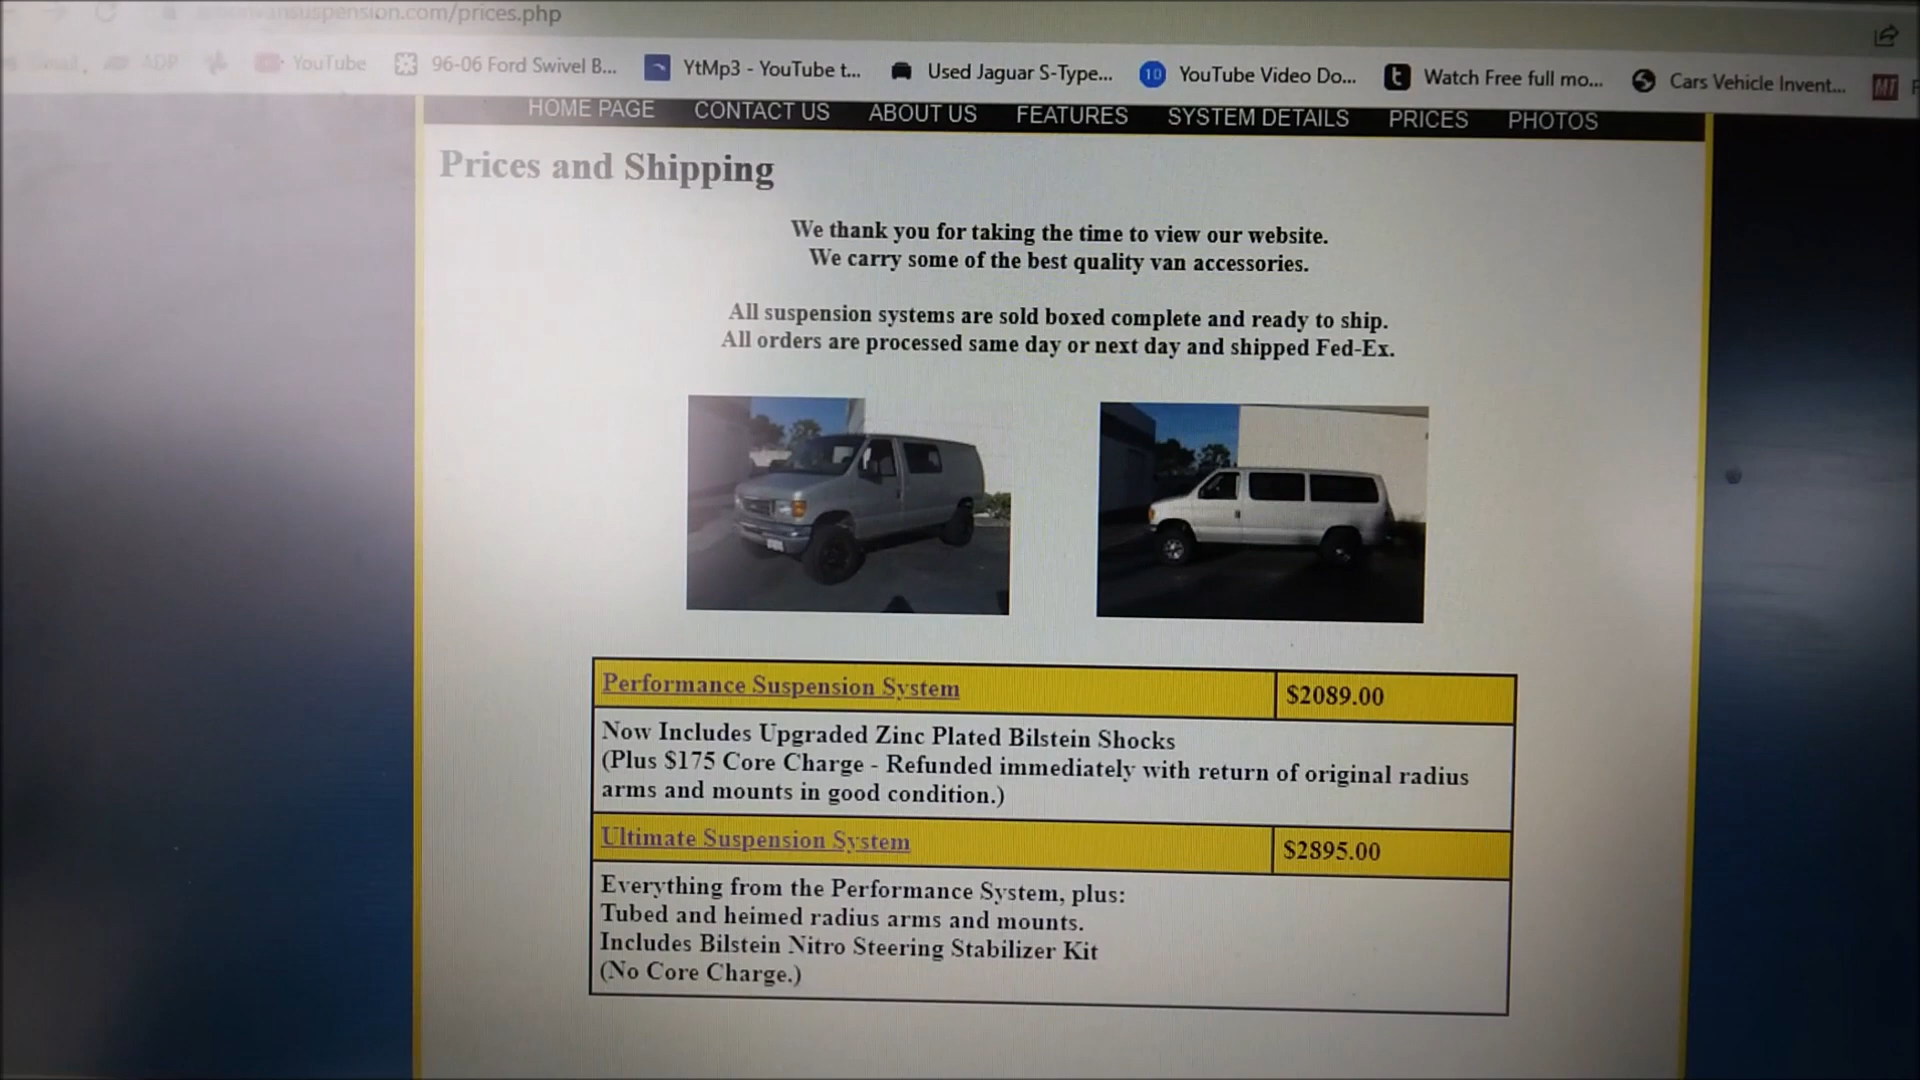 suspension.com/prices.php
Gmail ADP YouTube 96-06 Ford Swivel B... YtMp3 - YouTube t... Used Jaguar S-Type... 10 YouTube Video Do... t Watch Free full mo... Cars Vehicle Invent... MT
HOME PAGE CONTACT US ABOUT US FEATURES SYSTEM DETAILS PRICES PHOTOS
Prices and Shipping
We thank you for taking the time to view our website.
We carry some of the best quality van accessories.
All suspension systems are sold boxed complete and ready to ship.
All orders are processed same day or next day and shipped Fed-Ex.
Performance Suspension System $2089.00
Now Includes Upgraded Zinc Plated Bilstein Shocks
(Plus $175 Core Charge - Refunded immediately with return of original radius
arms and mounts in good condition.)
Ultimate Suspension System $2895.00
Everything from the Performance System, plus:
Tubed and heimed radius arms and mounts.
Includes Bilstein Nitro Steering Stabilizer Kit
(No Core Charge.)